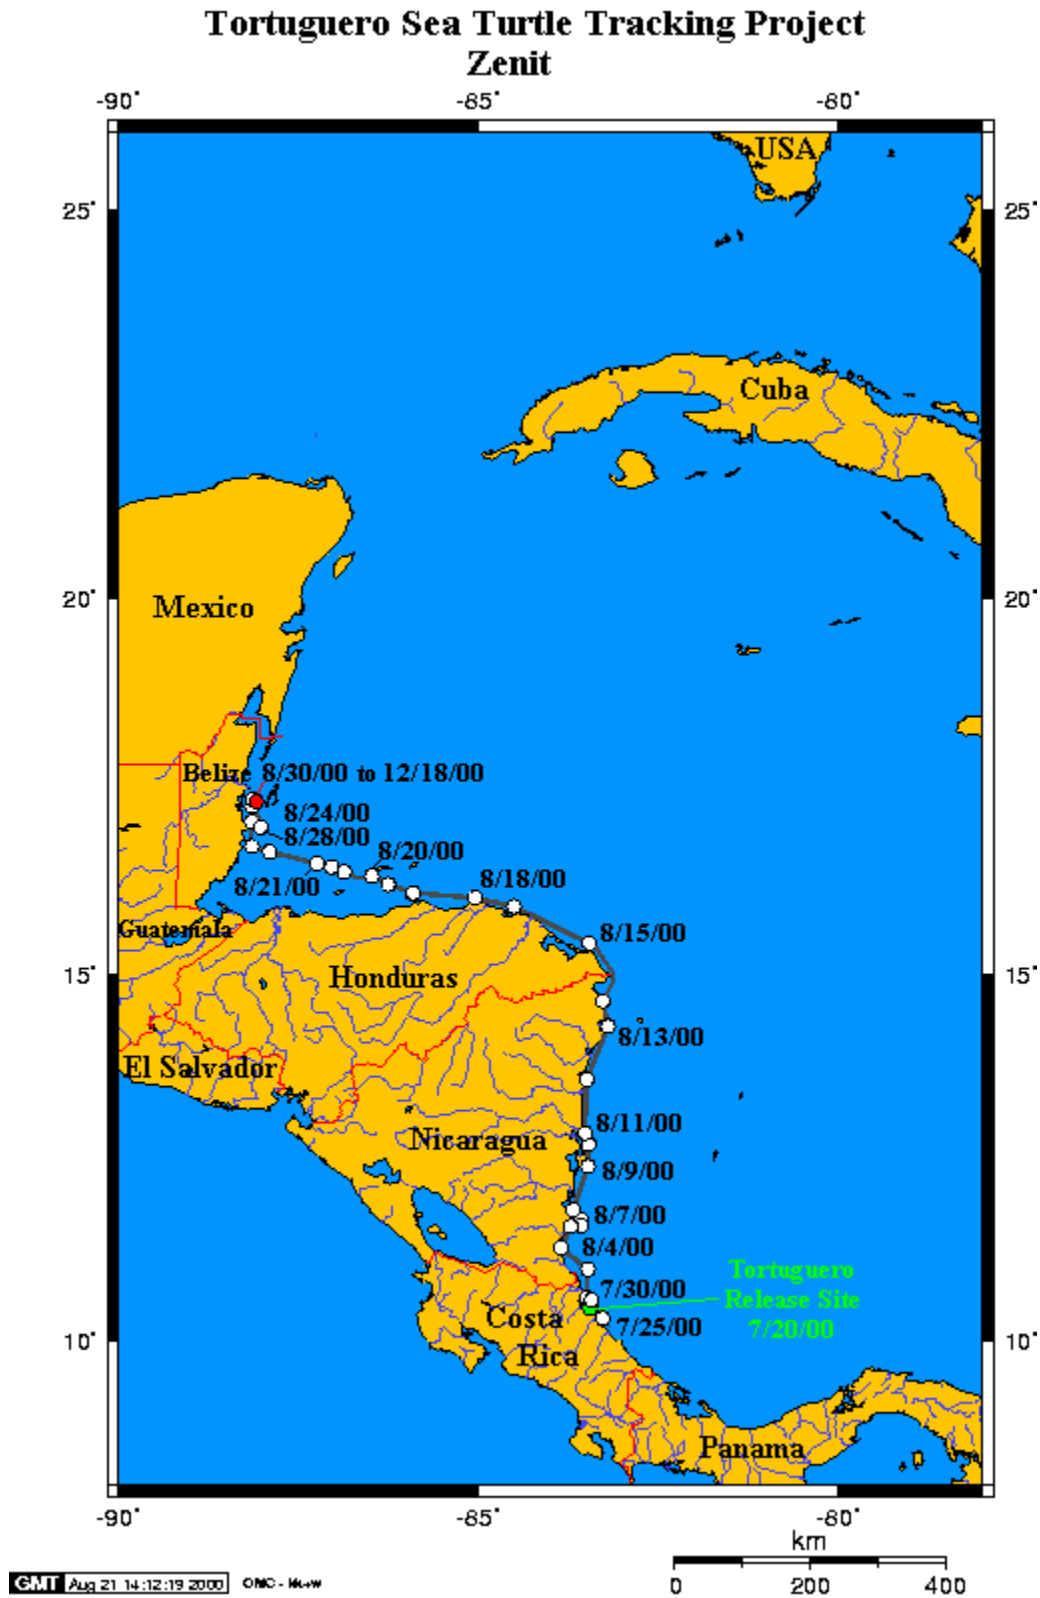 Tortuguero Sea Turtle Tracking Project
Zenit
-90° -85° -80°
USA
25° 25°
Cuba
20° 20°
Mexico
Belize 8/30/00 to 12/18/00
8/24/00
8/28/00
8/20/00
8/21/00 8/18/00
Guatemala 8/15/00
15° Honduras 15°
8/13/00
El Salvador
8/11/00
Nicaragua
8/9/00
8/7/00
8/4/00
Tortuguero
7/30/00 Release Site
Costa 7/25/00 7/20/00
10° 10°
Rica
Panama
-90° -85° -80°
km
0 200 400
GMT Aug 21 14:12:19 2000 OMC -